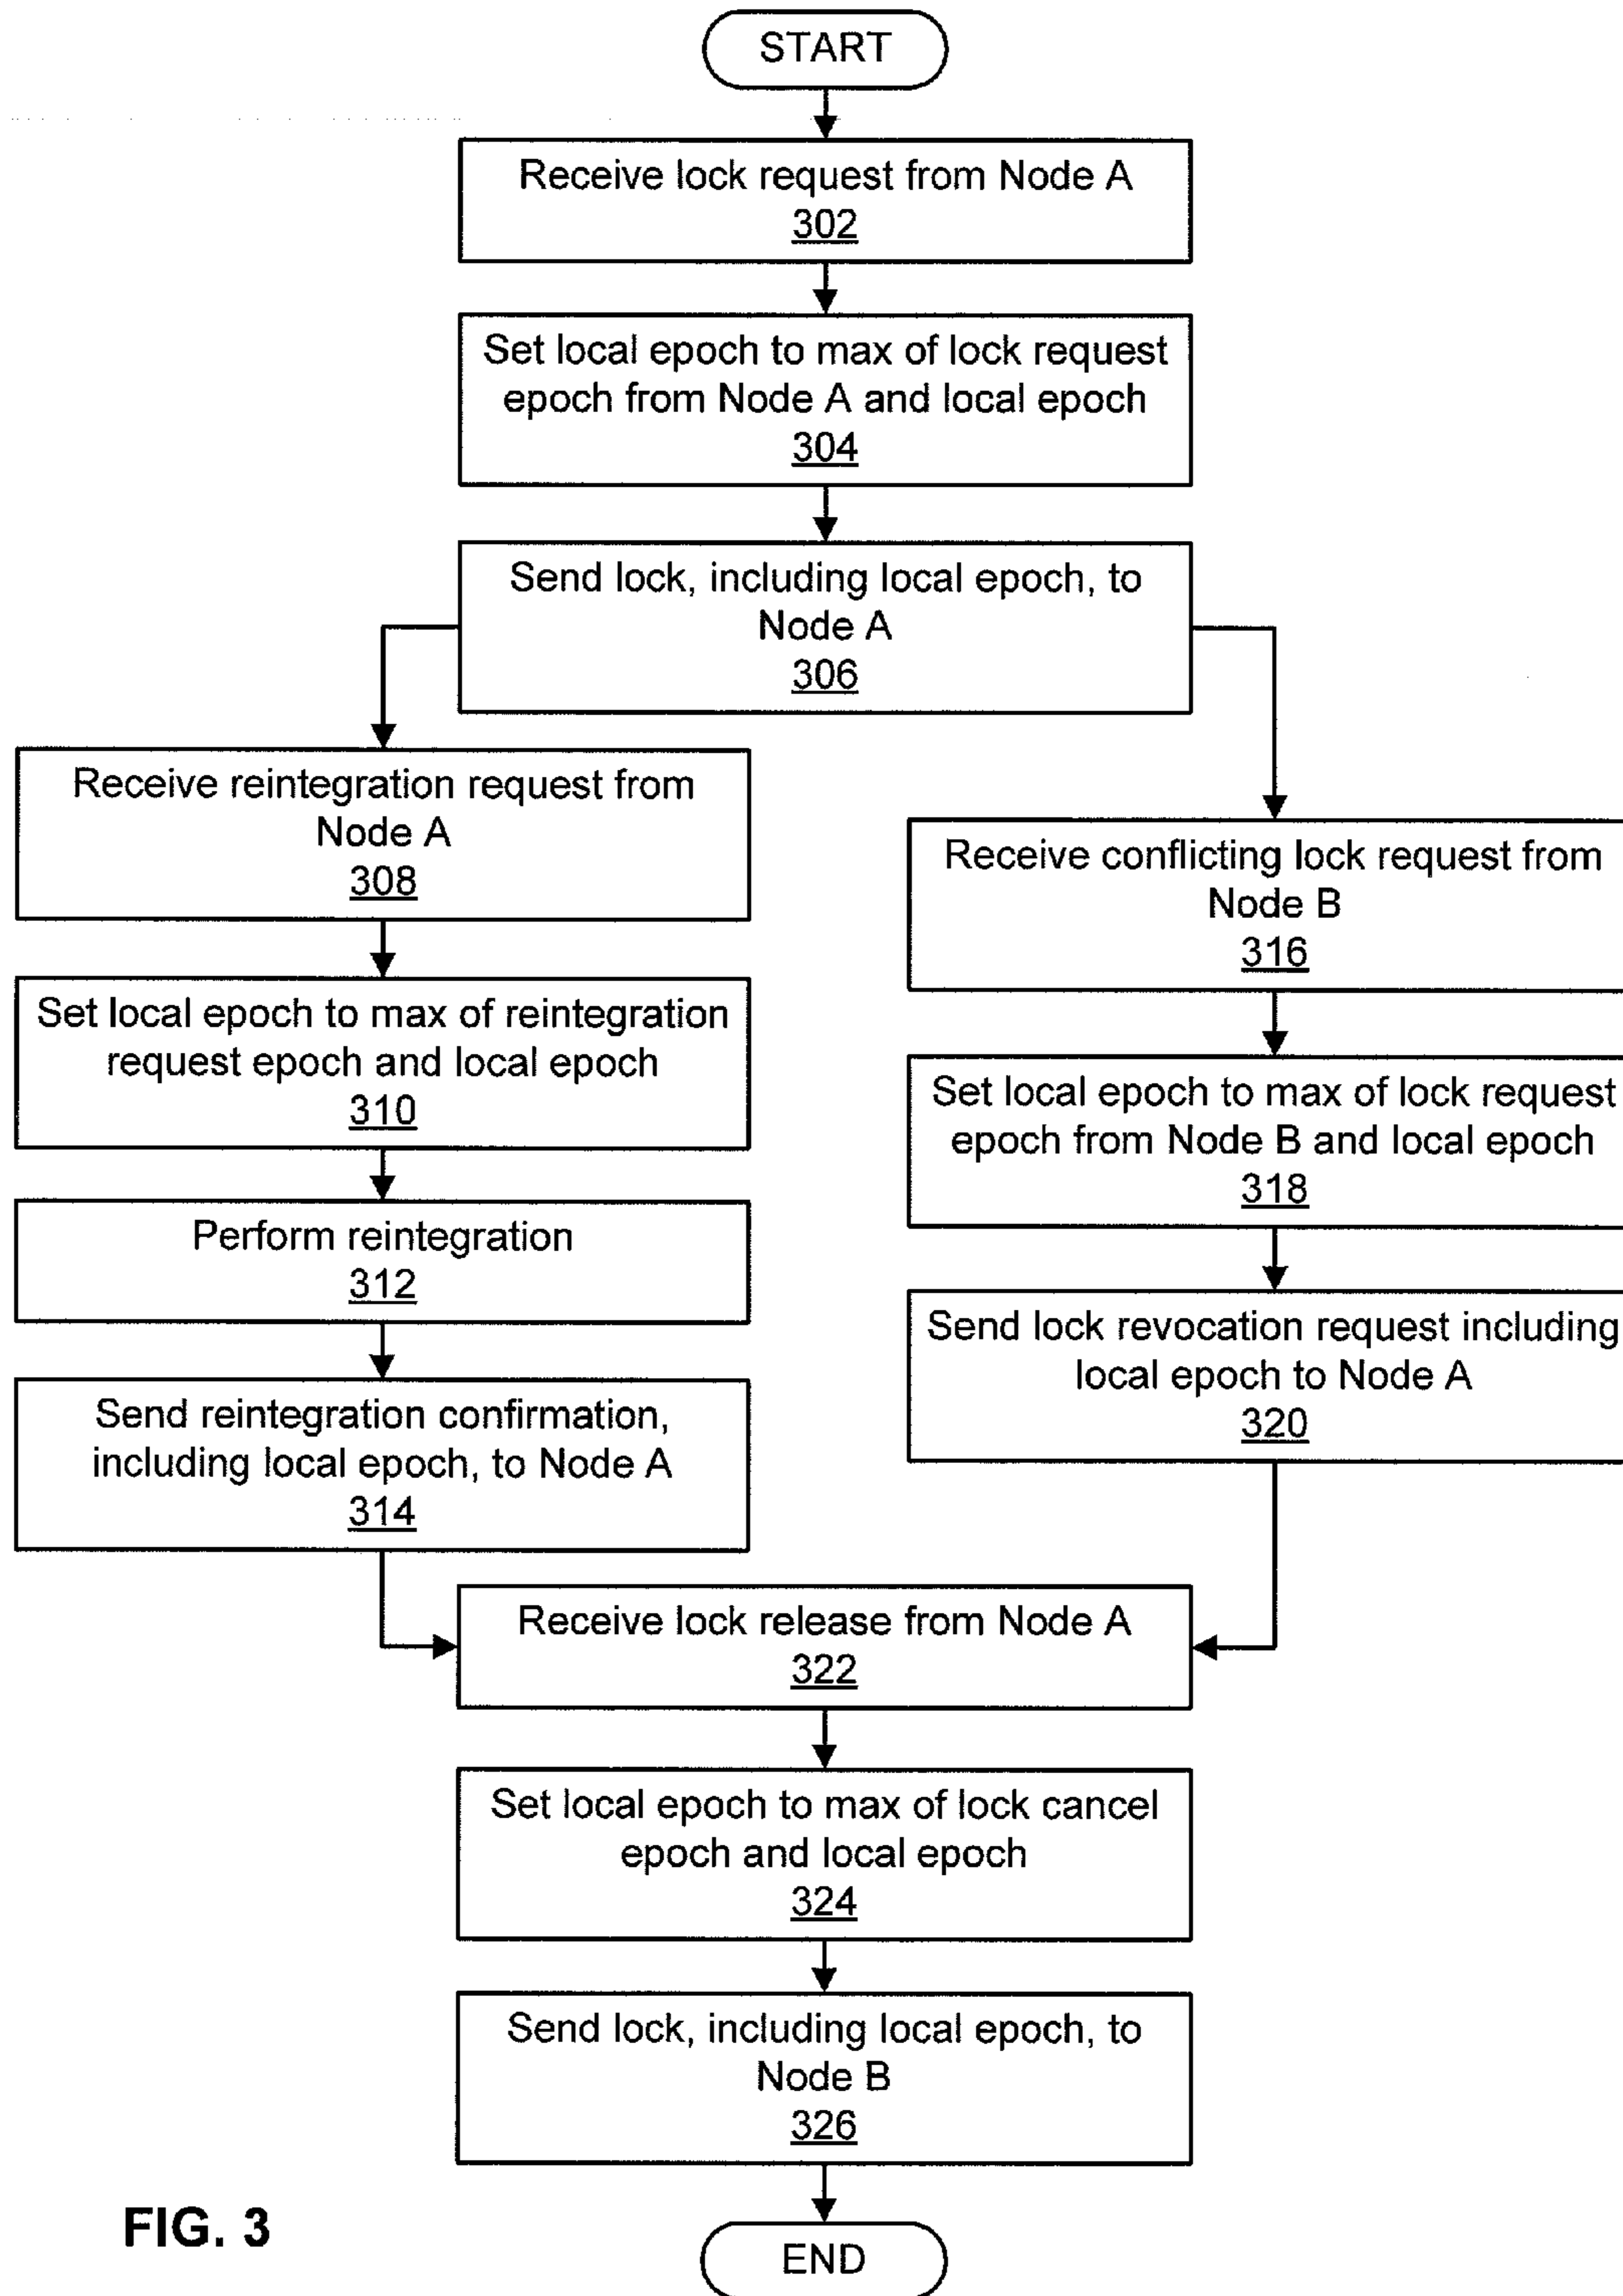 START
Receive lock request from Node A
302
Set local epoch to max of lock request
epoch from Node A and local epoch
304
Send lock, including local epoch, to
Node A
306
Receive reintegration request from
Node A
308
Set local epoch to max of reintegration
request epoch and local epoch
310
Perform reintegration
312
Send reintegration confirmation,
including local epoch, to Node A
314
Receive conflicting lock request from
Node B
316
Set local epoch to max of lock request
epoch from Node B and local epoch
318
Send lock revocation request including
local epoch to Node A
320
Receive lock release from Node A
322
Set local epoch to max of lock cancel
epoch and local epoch
324
Send lock, including local epoch, to
Node B
326
END
FIG. 3